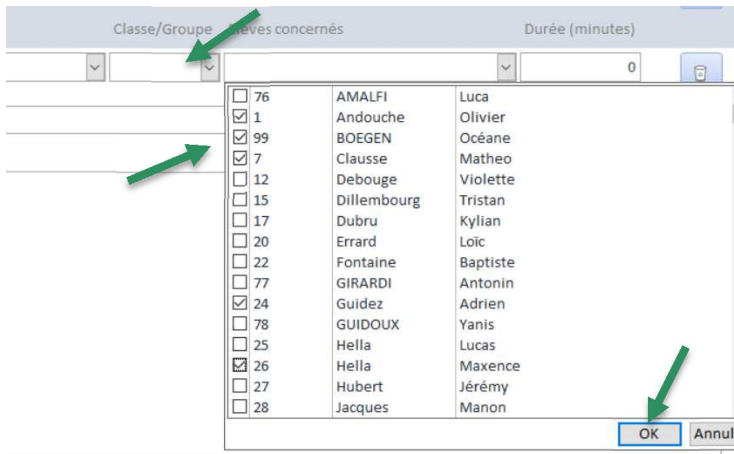 Classe/Groupe Élèves concernés Durée (minutes)
0
76 AMALFI Luca
1 Andouche Olivier
99 BOEGEN Océane
7 Clausse Matheo
12 Debouge Violette
15 Dillembourg Tristan
17 Dubru Kylian
20 Errard Loïc
22 Fontaine Baptiste
77 GIRARDI Antonin
24 Guidez Adrien
78 GUIDOUX Yanis
25 Hella Lucas
26 Hella Maxence
27 Hubert Jérémy
28 Jacques Manon
OK Annul